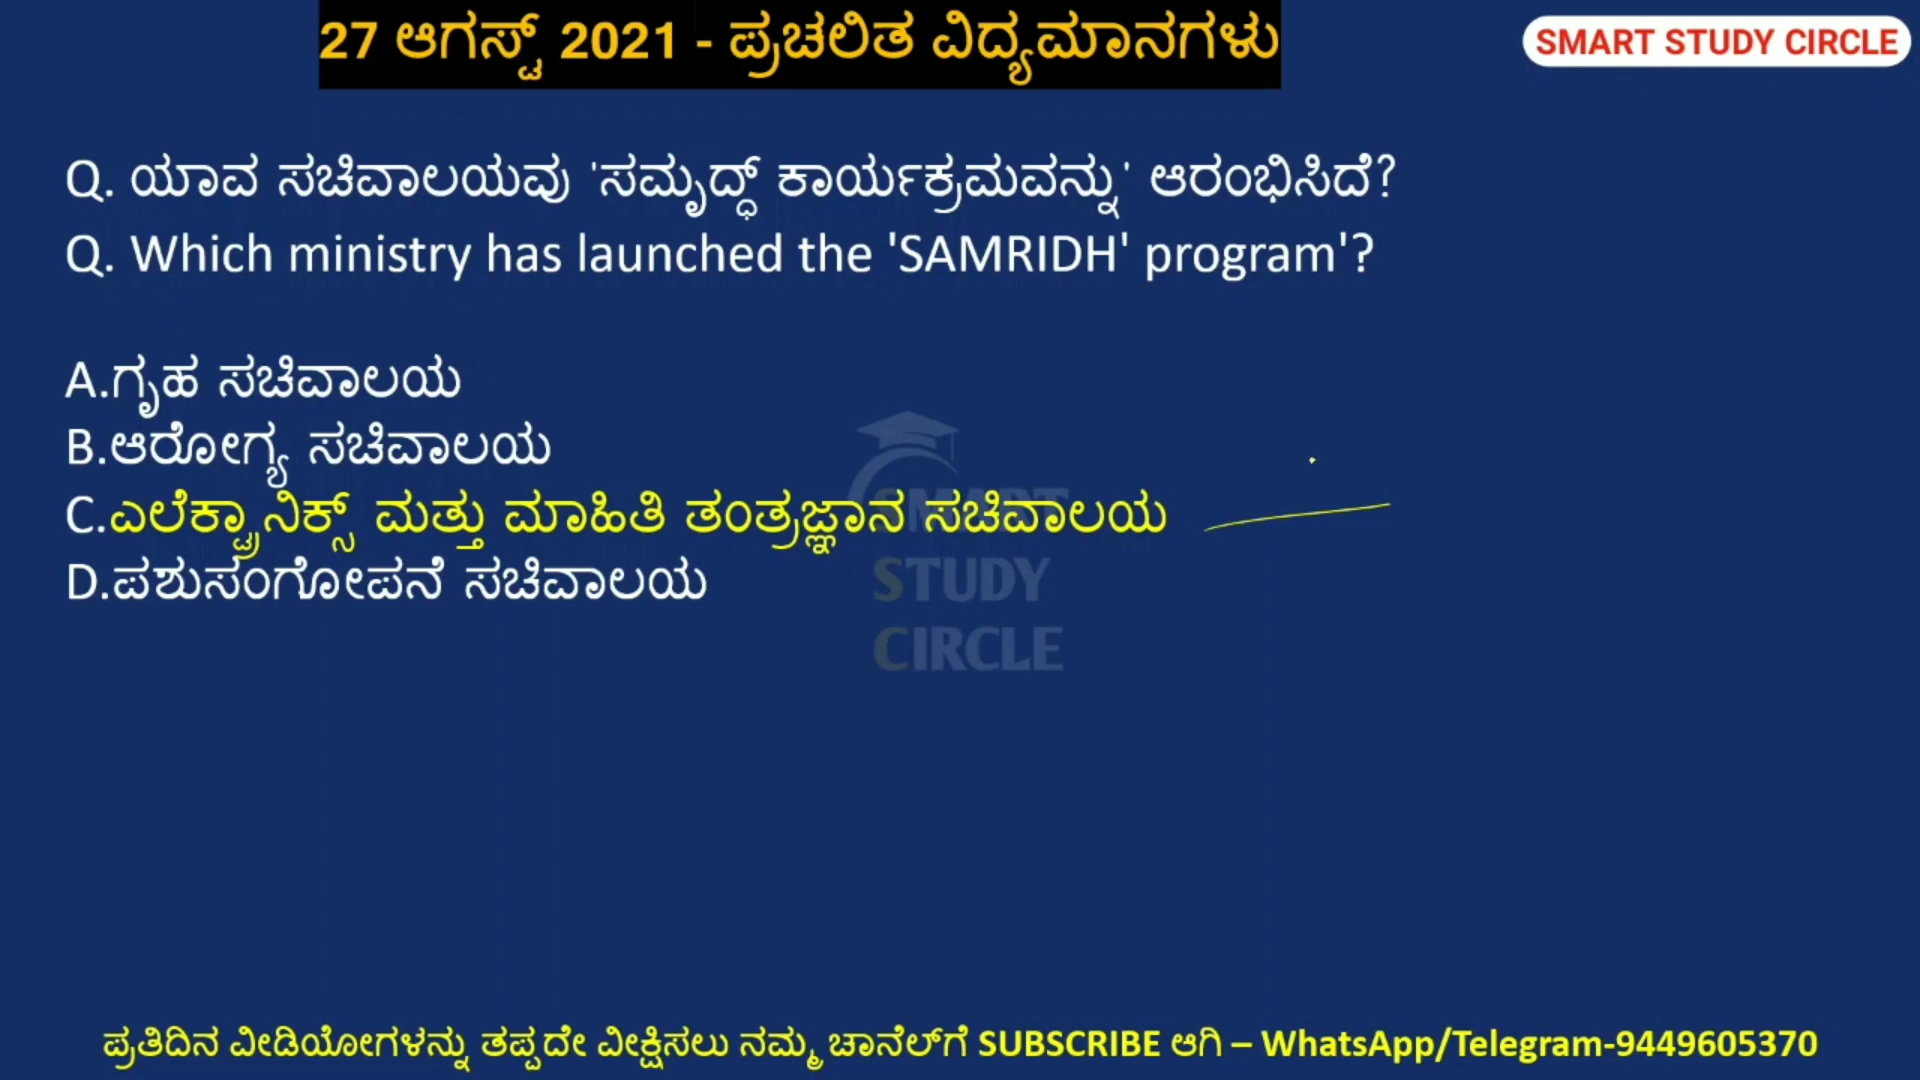 27 ಆಗಸ್ಟ್ 2021 - ಪ್ರಚಲಿತ ವಿದ್ಯಮಾನಗಳು
SMART STUDY CIRCLE
Q. ಯಾವ ಸಚಿವಾಲಯವು 'ಸಮೃದ್ಧ್ ಕಾರ್ಯಕ್ರಮವನ್ನು' ಆರಂಭಿಸಿದೆ?
Q. Which ministry has launched the 'SAMRIDH' program'?
A.ಗೃಹ ಸಚಿವಾಲಯ
B.ಆರೋಗ್ಯ ಸಚಿವಾಲಯ
C.ಎಲೆಕ್ಟ್ರಾನಿಕ್ಸ್ ಮತ್ತು ಮಾಹಿತಿ ತಂತ್ರಜ್ಞಾನ ಸಚಿವಾಲಯ
D.ಪಶುಸಂಗೋಪನೆ ಸಚಿವಾಲಯ
SMART
STUDY
CIRCLE
ಪ್ರತಿದಿನ ವೀಡಿಯೋಗಳನ್ನು ತಪ್ಪದೇ ವೀಕ್ಷಿಸಲು ನಮ್ಮ ಚಾನೆಲ್‌ಗೆ SUBSCRIBE ಆಗಿ – WhatsApp/Telegram-9449605370